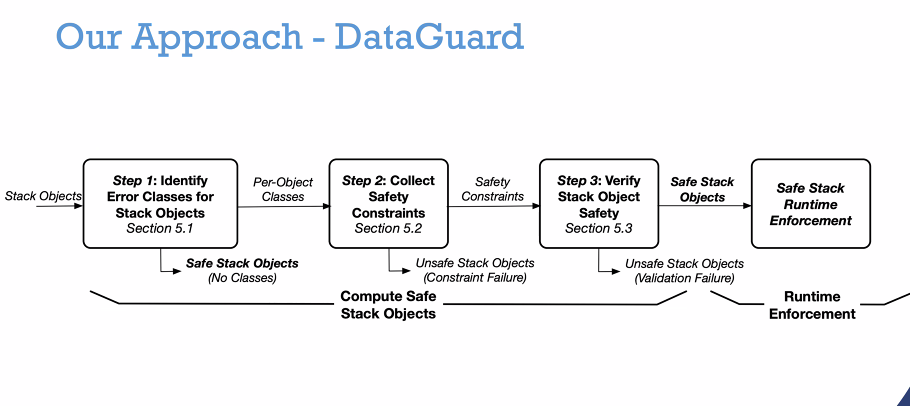 Our Approach - DataGuard
Stack Objects
Step 1: Identify
Error Classes for
Stack Objects
Section 5.1
Per-Object
Classes
Step 2: Collect
Safety
Constraints
Section 5.2
Safety
Constraints
Step 3: Verify
Stack Object
Safety
Section 5.3
Safe Stack
Objects
Safe Stack
Runtime
Enforcement
Safe Stack Objects
(No Classes)
Unsafe Stack Objects
(Constraint Failure)
Unsafe Stack Objects
(Validation Failure)
Compute Safe
Stack Objects
Runtime
Enforcement